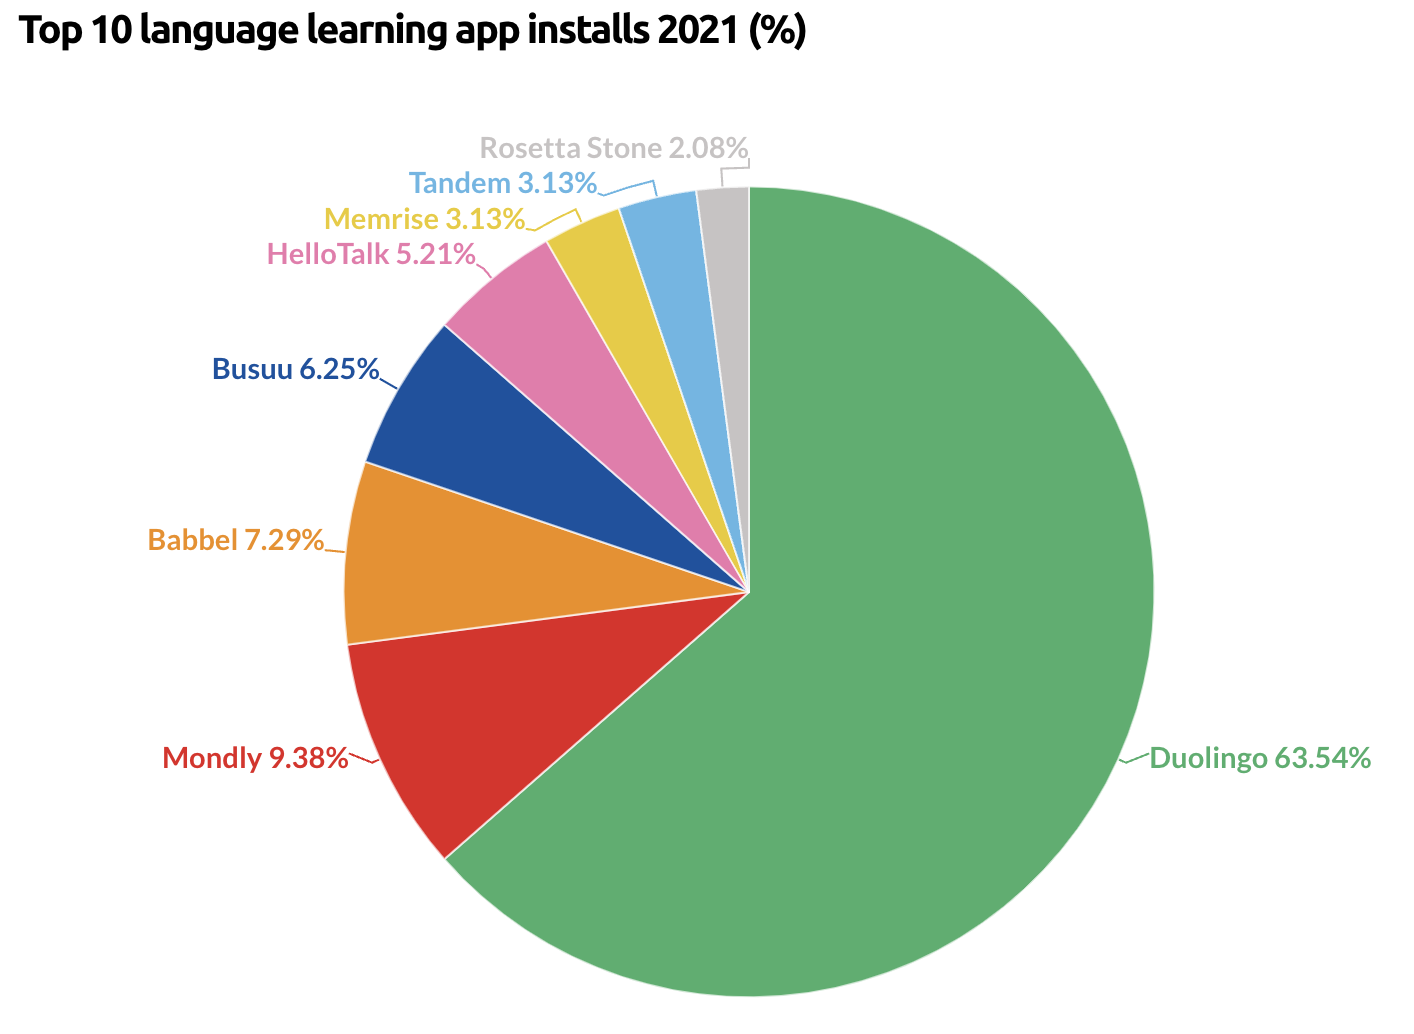 Top 10 language learning app installs 2021 (%)
Rosetta Stone 2.08%
Tandem 3.13%
Memrise 3.13%
HelloTalk 5.21%
Busuu 6.25%
Babbel 7.29%
Mondly 9.38%
Duolingo 63.54%